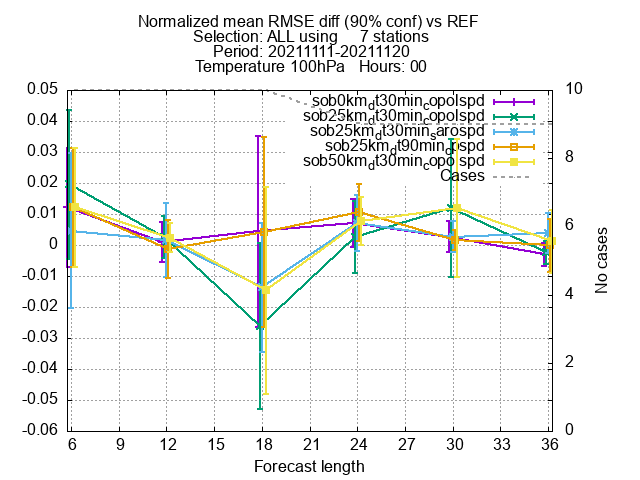 Normalized mean RMSE diff (90% conf) vs REF
Selection: ALL using 7 stations
Period: 20211111-20211120
Temperature 100hPa Hours: 00
sob0km_dt30min_copolspd
sob25km_dt30min_copolspd
sob25km_dt30min_sarospd
sob25km_dt90min_c
spd
sob50km_dt30min_copolspd
Cases
0.05
0.04
0.03
0.02
0.01
0
-0.01
-0.02
-0.03
-0.04
-0.05
-0.06
10
8
6
4
2
0
No cases
6 9 12 15 18 21 24 27 30 33 36
Forecast length